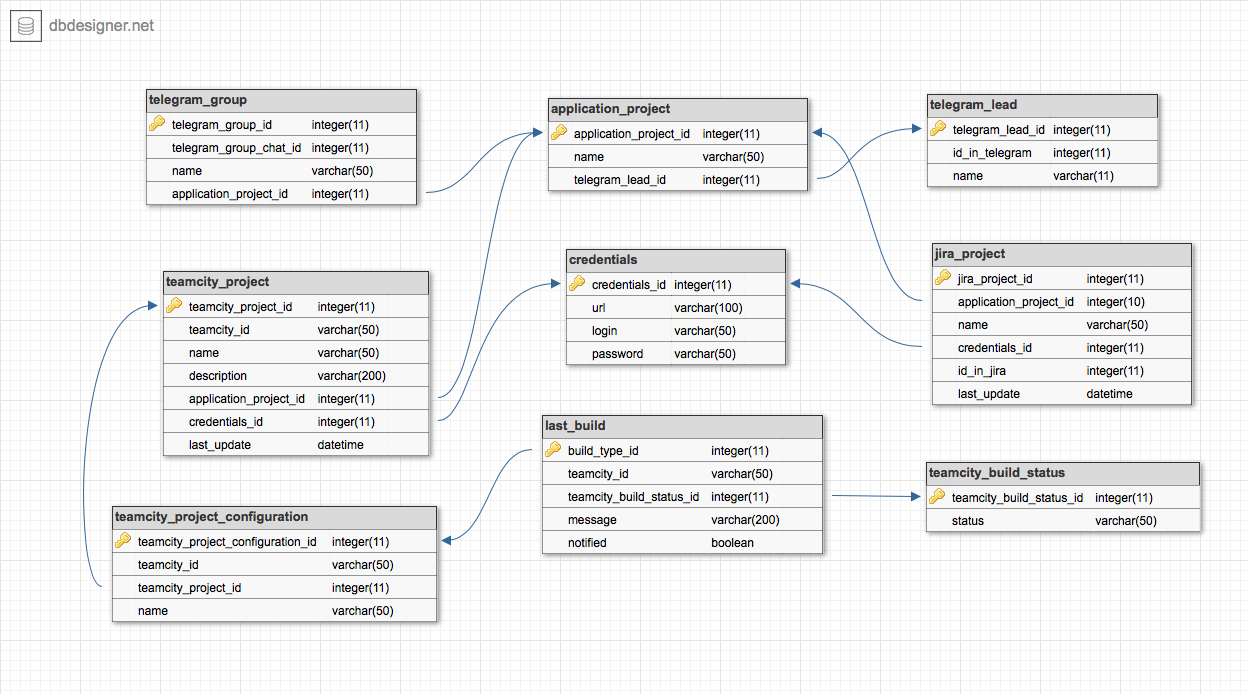 dbdesigner.net
telegram_group
telegram_group_id integer(11)
telegram_group_chat_id integer(11)
name varchar(50)
application_project_id integer(11)
application_project
application_project_id integer(11)
name varchar(50)
telegram_lead_id integer(11)
telegram_lead
telegram_lead_id integer(11)
id_in_telegram integer(11)
name varchar(11)
teamcity_project
teamcity_project_id integer(11)
teamcity_id varchar(50)
name varchar(50)
description varchar(200)
application_project_id integer(11)
credentials_id integer(11)
last_update datetime
credentials
credentials_id integer(11)
url varchar(100)
login varchar(50)
password varchar(50)
jira_project
jira_project_id integer(11)
application_project_id integer(10)
name varchar(50)
credentials_id integer(11)
id_in_jira integer(11)
last_update datetime
last_build
build_type_id integer(11)
teamcity_id varchar(50)
teamcity_build_status_id integer(11)
message varchar(200)
notified boolean
teamcity_build_status
teamcity_build_status_id integer(11)
status varchar(50)
teamcity_project_configuration
teamcity_project_configuration_id integer(11)
teamcity_id varchar(50)
teamcity_project_id integer(11)
name varchar(50)